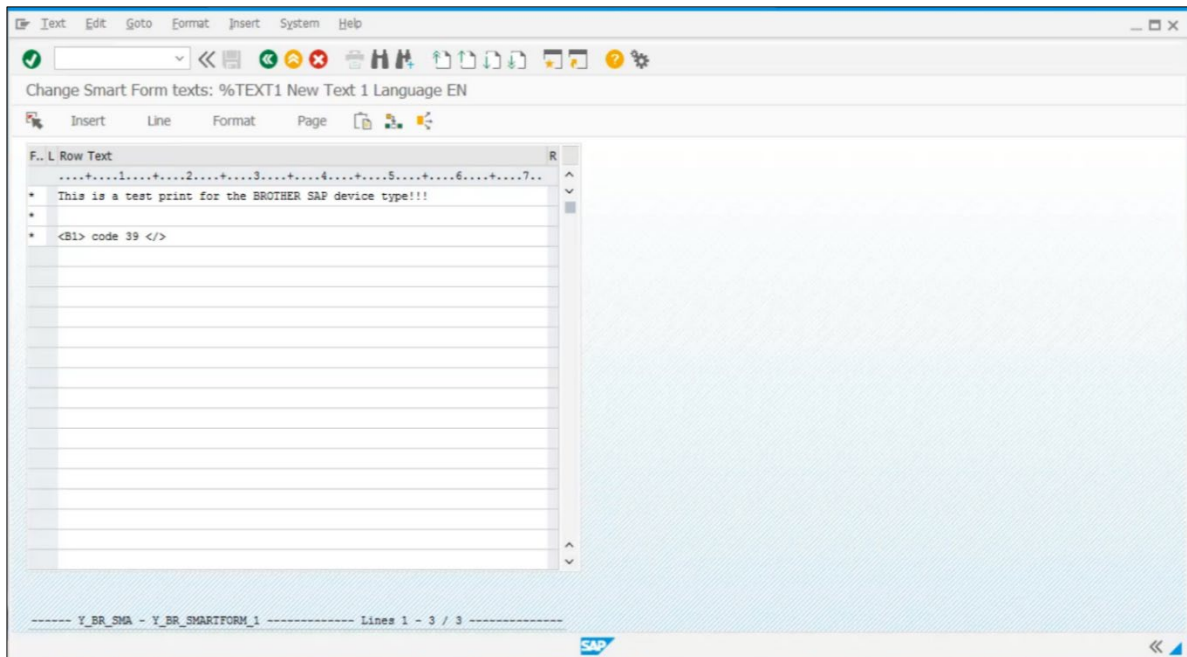 Text Edit Goto Format Insert System Help
Change Smart Form texts: %TEXT1 New Text 1 Language EN
Insert Line Format Page
F.. L Row Text R
....+....1....+....2....+....3....+....4....+....5....+....6....+....7..
* This is a test print for the BROTHER SAP device type!!!
*
* <B1> code 39 </>
------ Y_BR_SMA - Y_BR_SMARTFORM_1 ------------- Lines 1 - 3 / 3 --------------
SAP